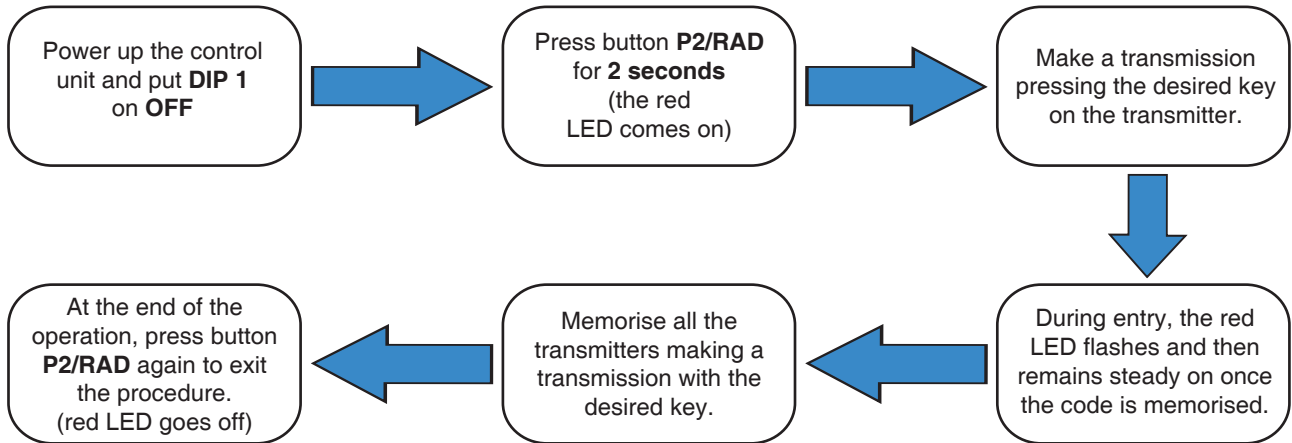 Power up the control
unit and put DIP 1
on OFF
Press button P2/RAD
for 2 seconds
(the red
LED comes on)
Make a transmission
pressing the desired key
on the transmitter.
During entry, the red
LED flashes and then
remains steady on once
the code is memorised.
Memorise all the
transmitters making a
transmission with the
desired key.
At the end of the
operation, press button
P2/RAD again to exit
the procedure.
(red LED goes off)